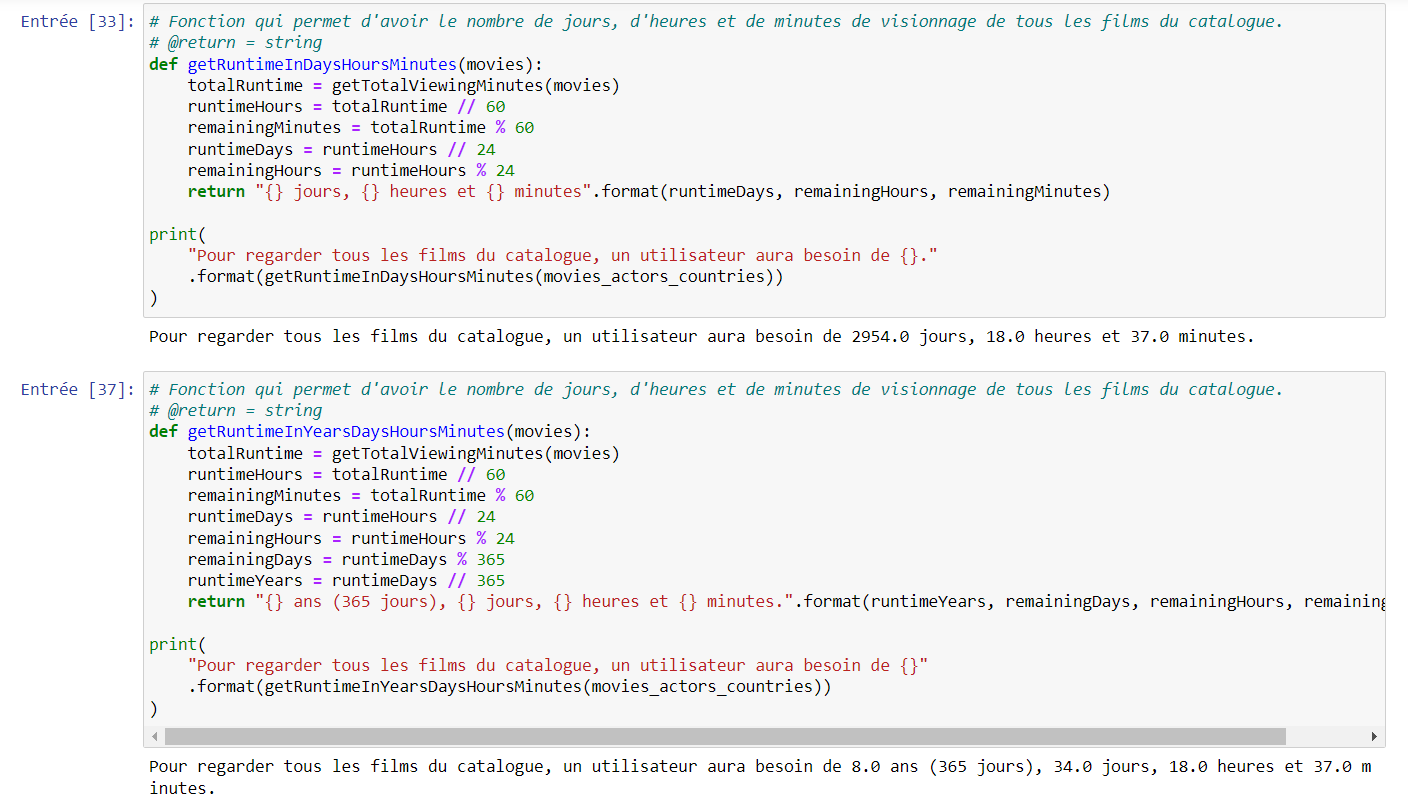 Entrée [33]: # Fonction qui permet d'avoir le nombre de jours, d'heures et de minutes de visionnage de tous les films du catalogue.
# @return = string
def getRuntimeInDaysHoursMinutes(movies):
    totalRuntime = getTotalViewingMinutes(movies)
    runtimeHours = totalRuntime // 60
    remainingMinutes = totalRuntime % 60
    runtimeDays = runtimeHours // 24
    remainingHours = runtimeHours % 24
    return "{} jours, {} heures et {} minutes".format(runtimeDays, remainingHours, remainingMinutes)
print(
    "Pour regarder tous les films du catalogue, un utilisateur aura besoin de {}."
    .format(getRuntimeInDaysHoursMinutes(movies_actors_countries))
)
Pour regarder tous les films du catalogue, un utilisateur aura besoin de 2954.0 jours, 18.0 heures et 37.0 minutes.
Entrée [37]: # Fonction qui permet d'avoir le nombre de jours, d'heures et de minutes de visionnage de tous les films du catalogue.
# @return = string
def getRuntimeInYearsDaysHoursMinutes(movies):
    totalRuntime = getTotalViewingMinutes(movies)
    runtimeHours = totalRuntime // 60
    remainingMinutes = totalRuntime % 60
    runtimeDays = runtimeHours // 24
    remainingHours = runtimeHours % 24
    remainingDays = runtimeDays % 365
    runtimeYears = runtimeDays // 365
    return "{} ans (365 jours), {} jours, {} heures et {} minutes.".format(runtimeYears, remainingDays, remainingHours, remaining
print(
    "Pour regarder tous les films du catalogue, un utilisateur aura besoin de {}"
    .format(getRuntimeInYearsDaysHoursMinutes(movies_actors_countries))
)
Pour regarder tous les films du catalogue, un utilisateur aura besoin de 8.0 ans (365 jours), 34.0 jours, 18.0 heures et 37.0 m
inutes.